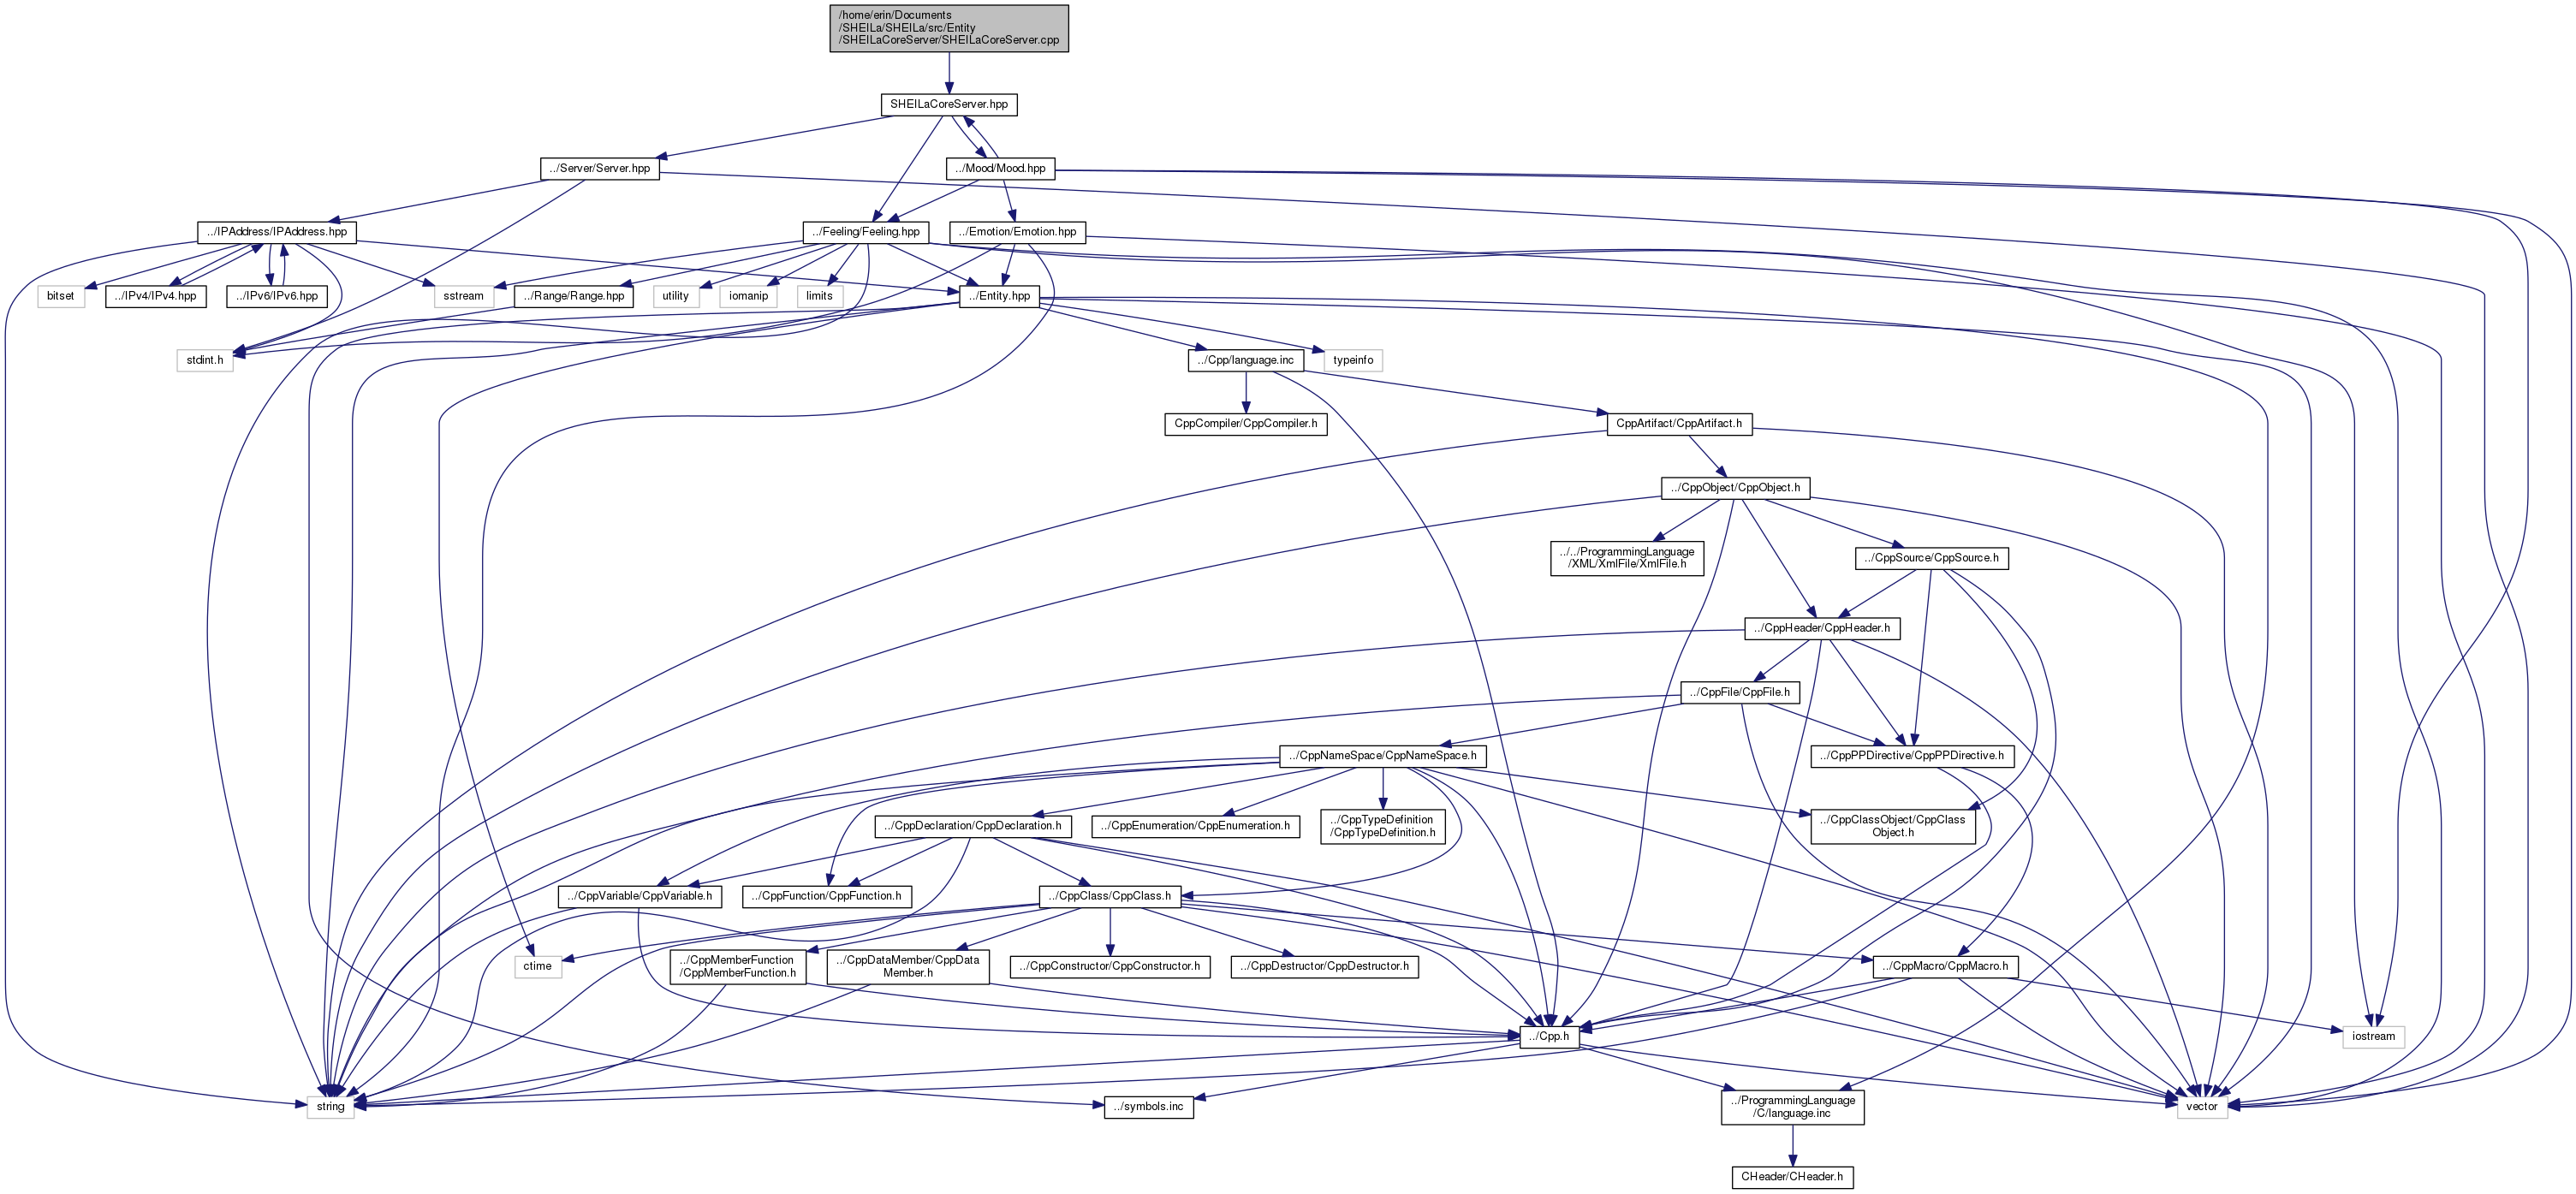 /home/erin/Documents
/SHEILa/SHEILa/src/Entity
/SHEILaCoreServer/SHEILaCoreServer.cpp
SHEILaCoreServer.hpp
../Server/Server.hpp
../Mood/Mood.hpp
../IPAddress/IPAddress.hpp
../Feeling/Feeling.hpp
../Emotion/Emotion.hpp
bitset
../IPv4/IPv4.hpp
../IPv6/IPv6.hpp
sstream
../Range/Range.hpp
utility
iomanip
limits
../Entity.hpp
stdint.h
../Cpp/language.inc
typeinfo
CppCompiler/CppCompiler.h
CppArtifact/CppArtifact.h
../CppObject/CppObject.h
../../ProgrammingLanguage
/XML/XmlFile/XmlFile.h
../CppSource/CppSource.h
../CppHeader/CppHeader.h
../CppFile/CppFile.h
../CppNameSpace/CppNameSpace.h
../CppPPDirective/CppPPDirective.h
../CppDeclaration/CppDeclaration.h
../CppEnumeration/CppEnumeration.h
../CppTypeDefinition
/CppTypeDefinition.h
../CppClassObject/CppClass
Object.h
../CppVariable/CppVariable.h
../CppFunction/CppFunction.h
../CppClass/CppClass.h
ctime
../CppMemberFunction
/CppMemberFunction.h
../CppDataMember/CppData
Member.h
../CppConstructor/CppConstructor.h
../CppDestructor/CppDestructor.h
../CppMacro/CppMacro.h
../Cpp.h
iostream
string
../symbols.inc
../ProgrammingLanguage
/C/language.inc
vector
CHeader/CHeader.h